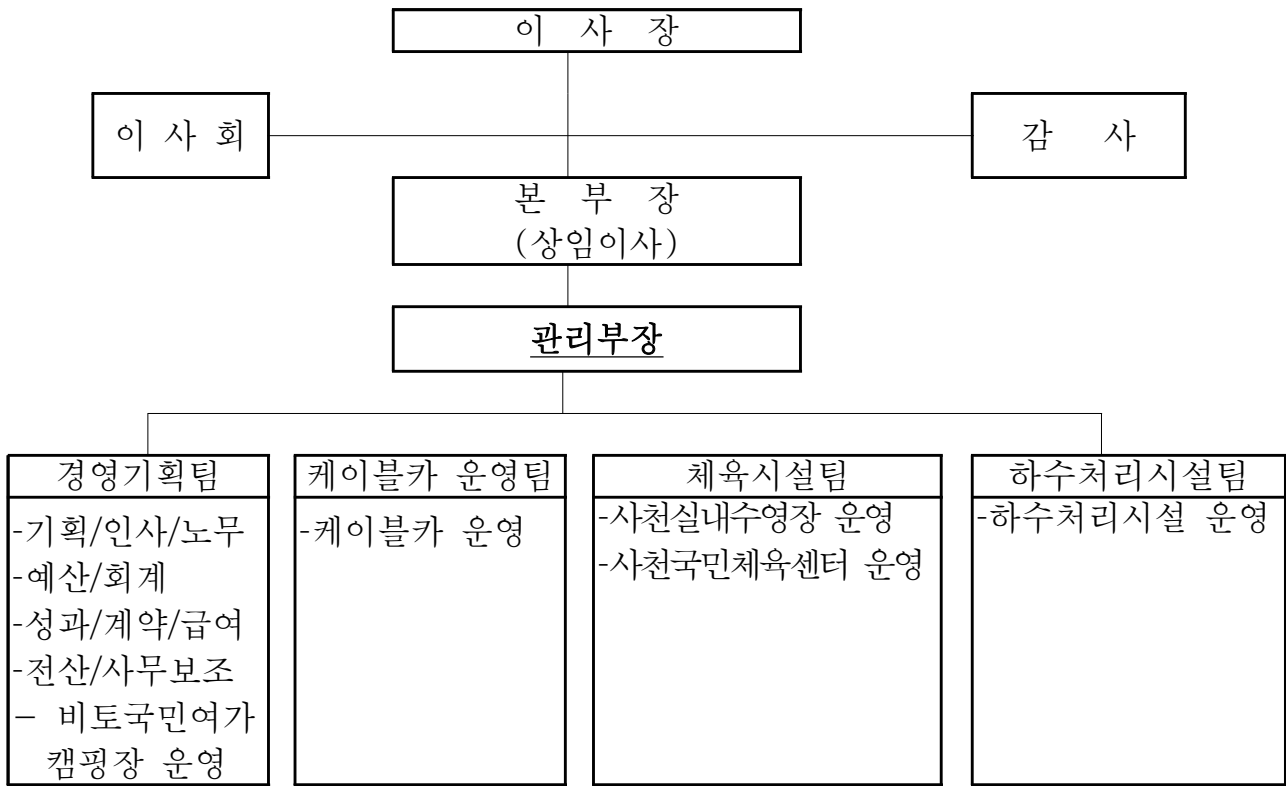 이 사 장
이 사 회
감 사
본 부 장
(상임이사)
관리부장
경영기획팀
-기획/인사/노무
-예산/회계
-성과/계약/급여
-전산/사무보조
- 비토국민여가
캠핑장 운영
케이블카 운영팀
-케이블카 운영
체육시설팀
-사천실내수영장 운영
-사천국민체육센터 운영
하수처리시설팀
-하수처리시설 운영